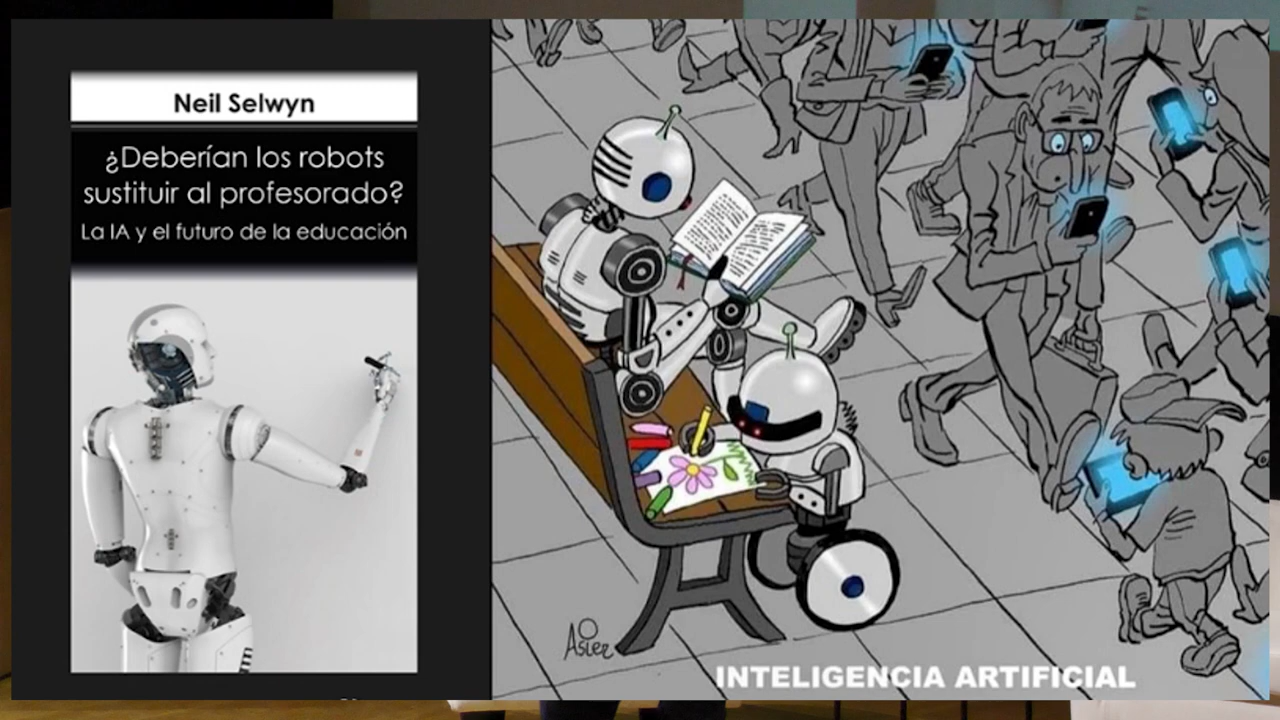 Neil Selwyn
¿Deberían los robots
sustituir al profesorado?
La IA y el futuro de la educación
Asier
INTELIGENCIA ARTIFICIAL